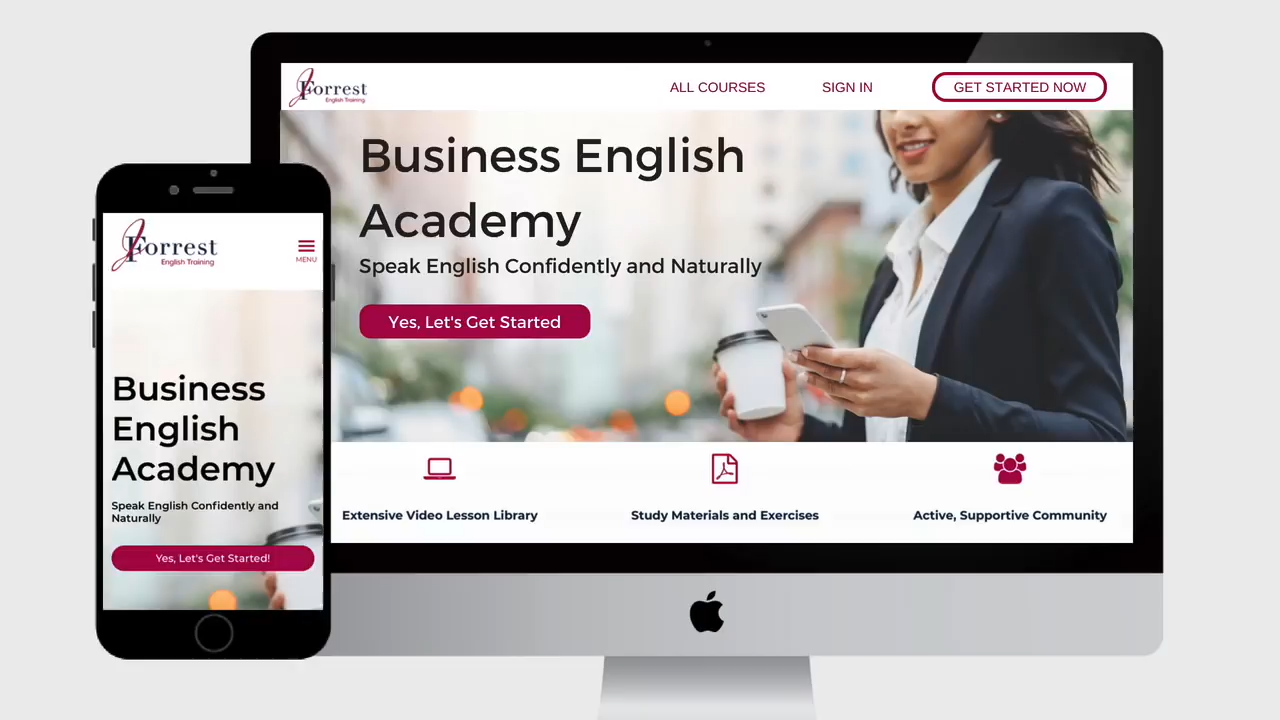 JForrest
English Training
ALL COURSES
SIGN IN
GET STARTED NOW
Business English
Academy
Speak English Confidently and Naturally
Yes, Let's Get Started
Extensive Video Lesson Library
Study Materials and Exercises
Active, Supportive Community
JForrest
English Training
MENU
Business
English
Academy
Speak English Confidently and
Naturally
Yes, Let's Get Started!